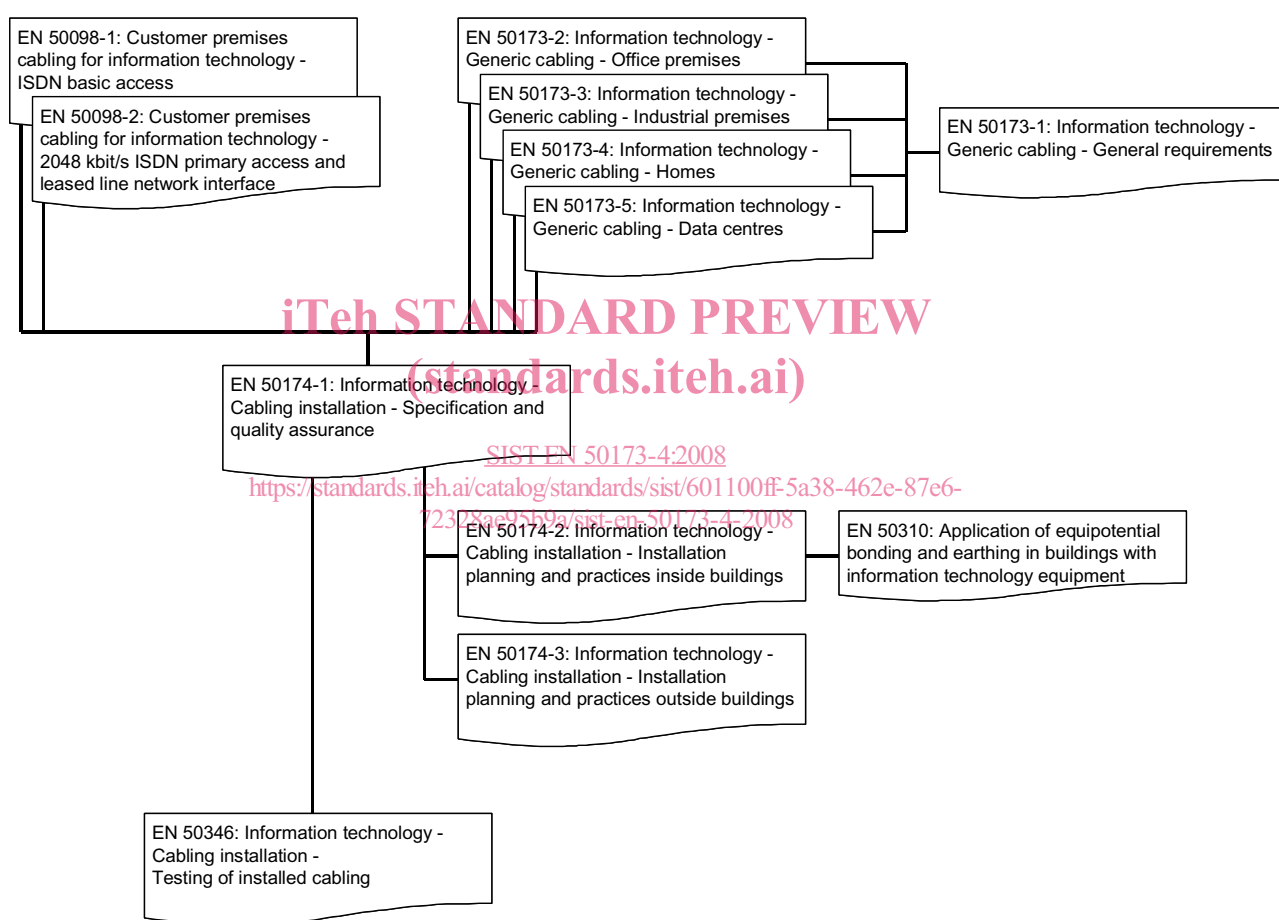 EN 50098-1: Customer premises
cabling for information technology -
ISDN basic access
EN 50098-2: Customer premises
cabling for information technology -
2048 kbit/s ISDN primary access and
leased line network interface
EN 50173-2: Information technology -
Generic cabling - Office premises
EN 50173-3: Information technology -
Generic cabling - Industrial premises
EN 50173-4: Information technology -
Generic cabling - Homes
EN 50173-5: Information technology -
Generic cabling - Data centres
EN 50173-1: Information technology -
Generic cabling - General requirements
iTeh STANDARD PREVIEW
(standards.iteh.ai)
EN 50174-1: Information technology -
Cabling installation - Specification and
quality assurance
SIST EN 50173-4:2008
https://standards.iteh.ai/catalog/standards/sist/601100ff-5a38-462e-87e6-
72328ae95b9a/sist-en-50173-4-2008
EN 50174-2: Information technology -
Cabling installation - Installation
planning and practices inside buildings
EN 50310: Application of equipotential
bonding and earthing in buildings with
information technology equipment
EN 50174-3: Information technology -
Cabling installation - Installation
planning and practices outside buildings
EN 50346: Information technology -
Cabling installation -
Testing of installed cabling